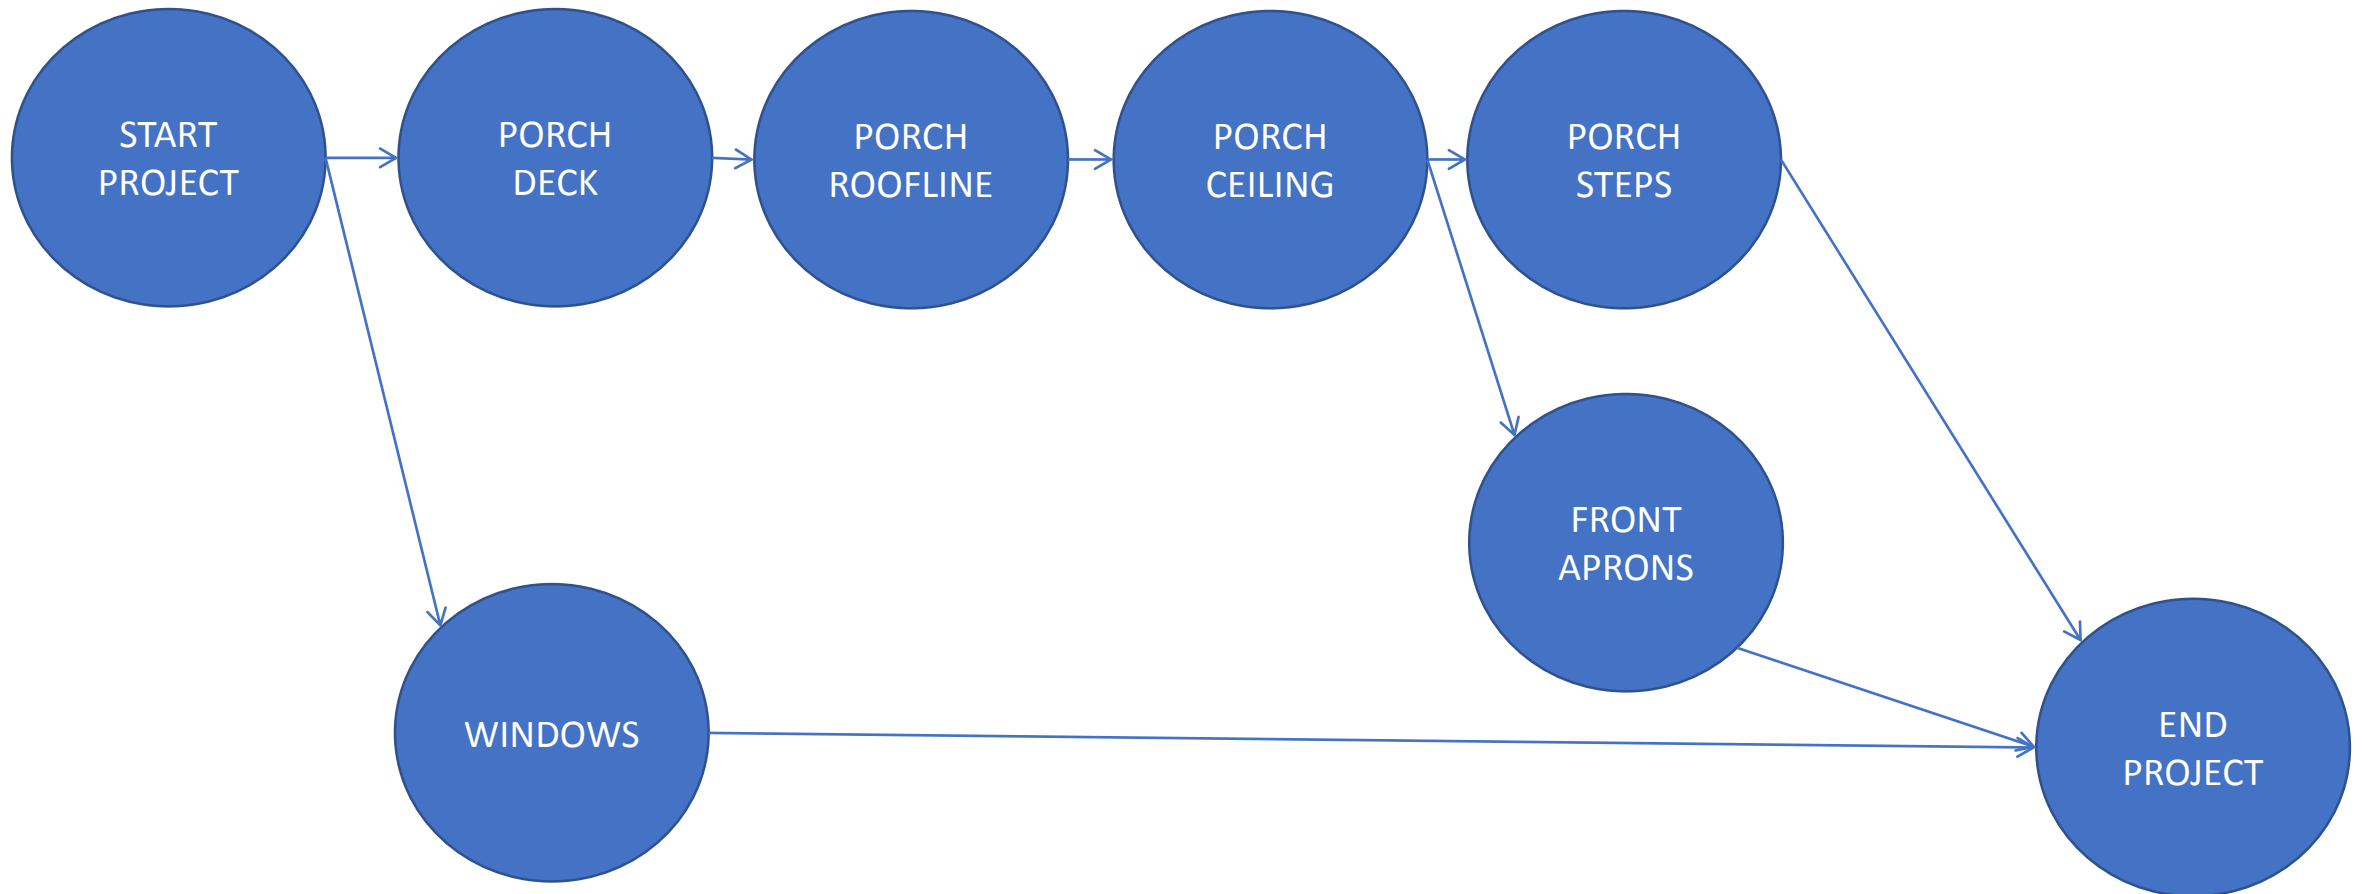 START
PROJECT
PORCH
DECK
PORCH
ROOFLINE
PORCH
CEILING
PORCH
STEPS
FRONT
APRONS
WINDOWS
END
PROJECT